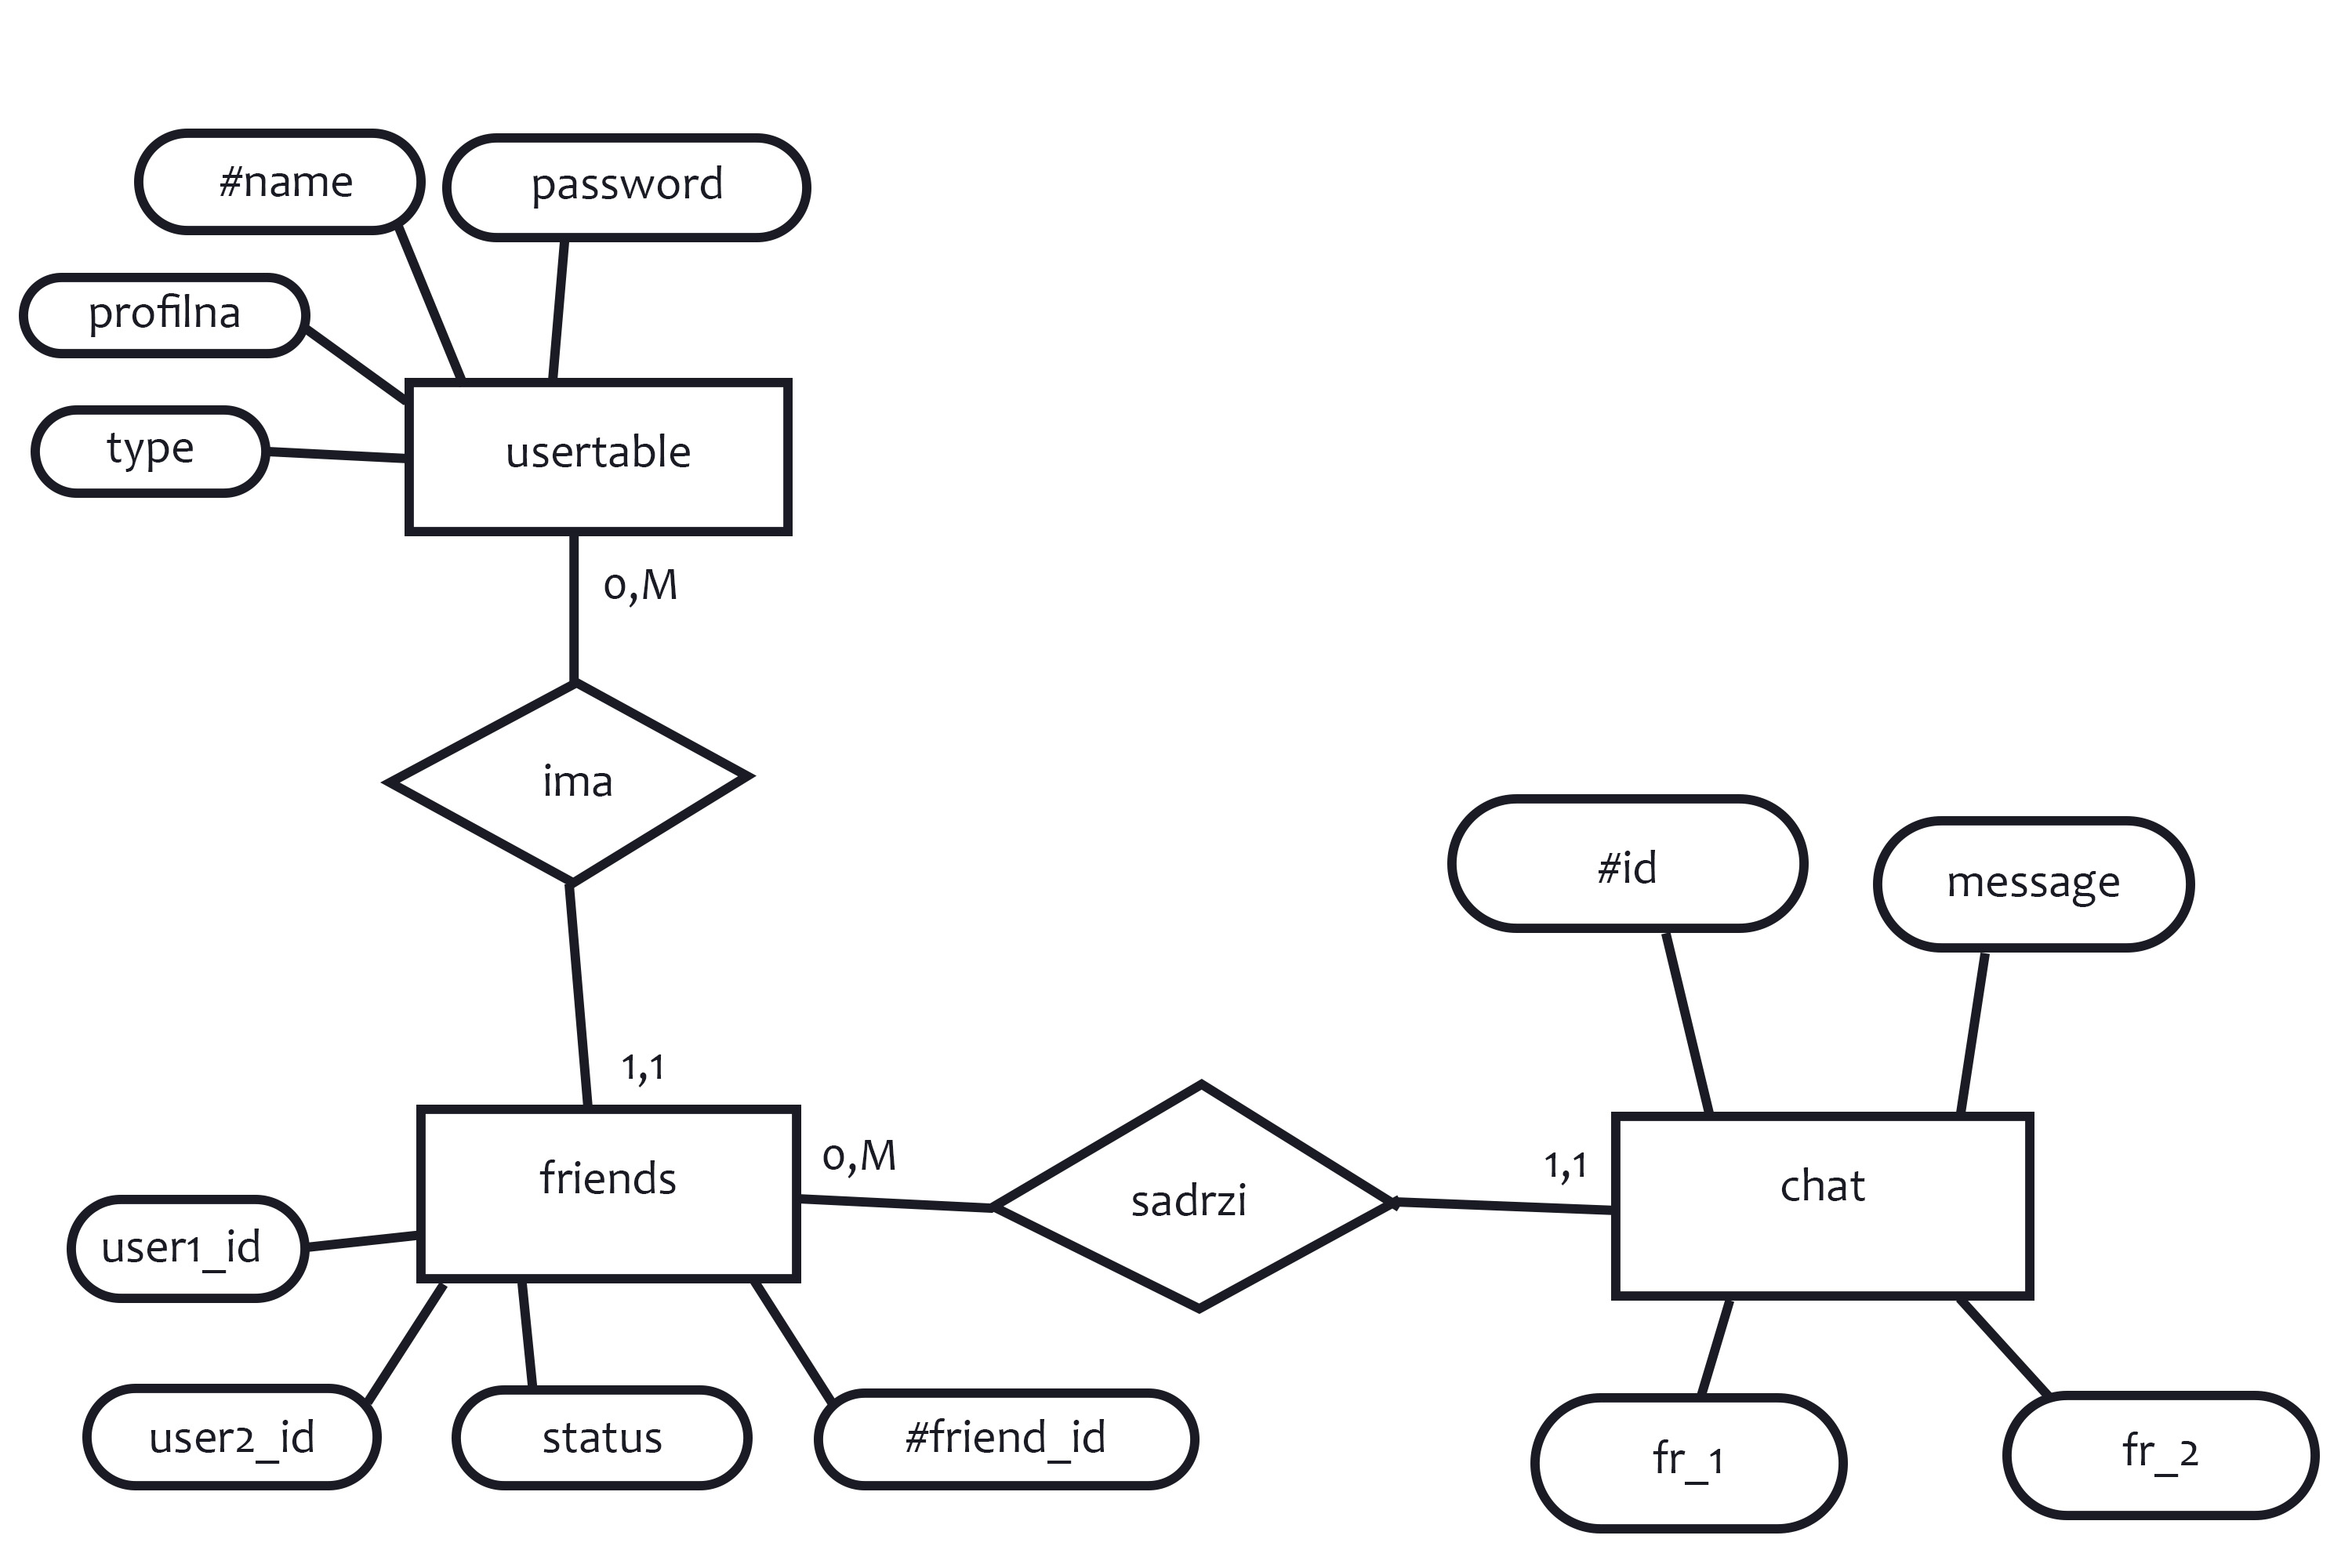 #name
password
profilna
type
usertable
0,M
ima
#id
message
1,1
friends
0,M
sadrzi
1,1
chat
user1_id
user2_id
status
#friend_id
fr_1
fr_2